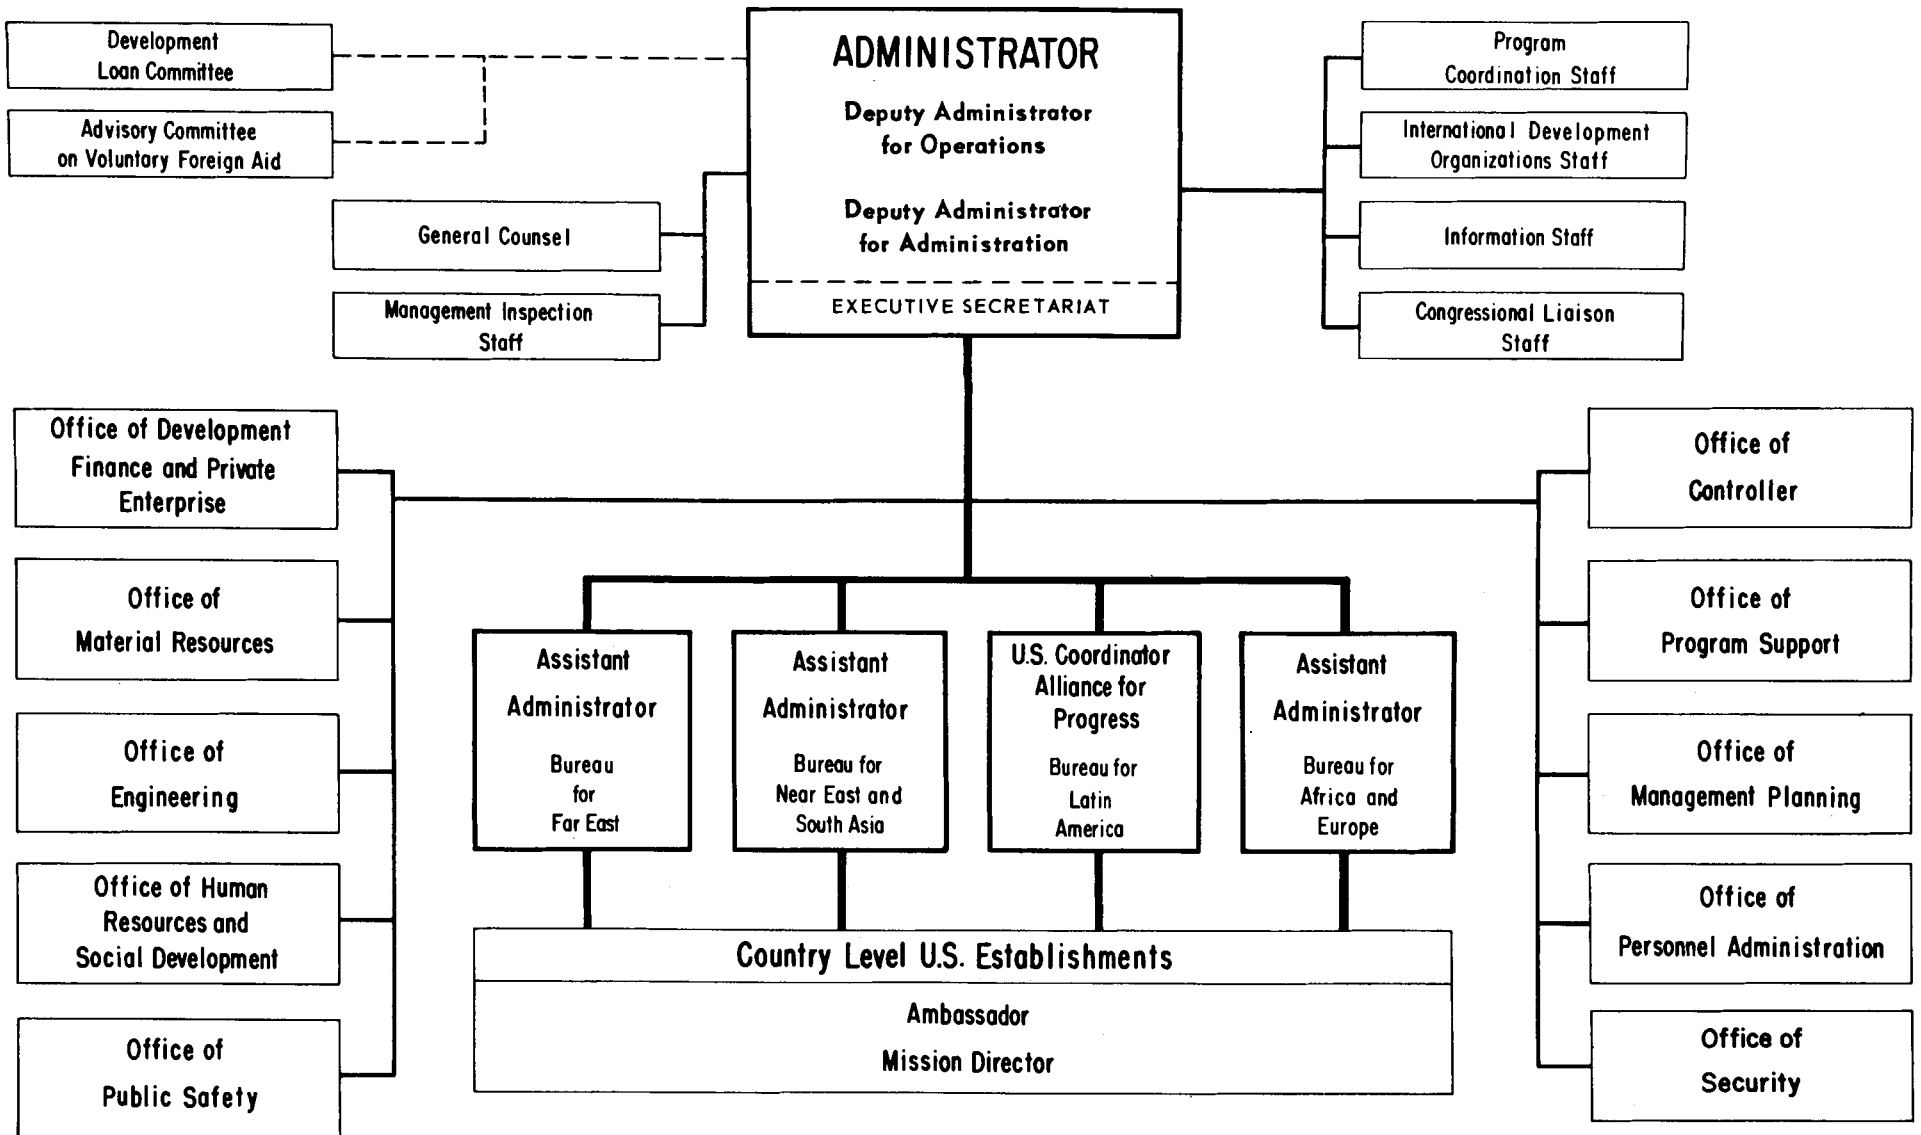 Development
Loan Committee
Advisory Committee
on Voluntary Foreign Aid
General Counsel
Management Inspection
Staff
ADMINISTRATOR
Deputy Administrator
for Operations
Deputy Administrator
for Administration
EXECUTIVE SECRETARIAT
Program
Coordination Staff
International Development
Organizations Staff
Information Staff
Congressional Liaison
Staff
Office of Development
Finance and Private
Enterprise
Office of
Material Resources
Office of
Engineering
Office of Human
Resources and
Social Development
Office of
Public Safety
Assistant
Administrator
Bureau
for
Far East
Assistant
Administrator
Bureau for
Near East and
South Asia
U.S. Coordinator
Alliance for
Progress
Bureau for
Latin
America
Assistant
Administrator
Bureau for
Africa and
Europe
Country Level U.S. Establishments
Ambassador
Mission Director
Office of
Controller
Office of
Program Support
Office of
Management Planning
Office of
Personnel Administration
Office of
Security